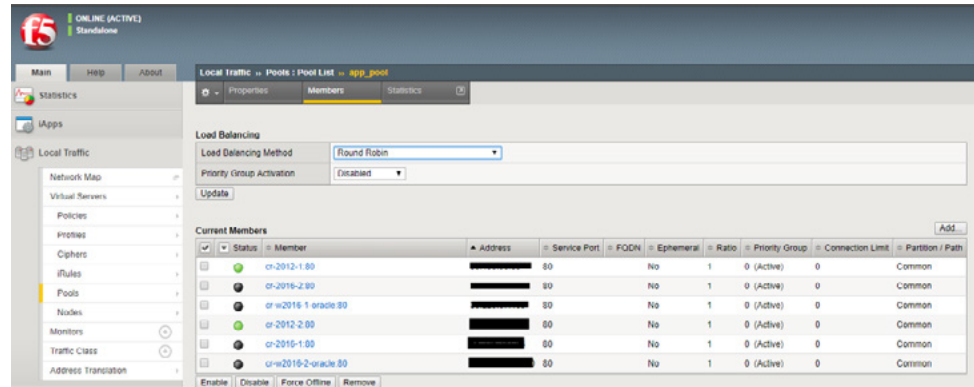 f5
ONLINE (ACTIVE)
Standalone
Main Help About
Local Traffic ›› Pools : Pool List ›› app_pool
Statistics
iApps
Local Traffic
Network Map
Virtual Servers
Policies
Profiles
Ciphers
iRules
Pools
Nodes
Monitors
Traffic Class
Address Translation
Properties Members Statistics
Load Balancing
Load Balancing Method Round Robin
Priority Group Activation Disabled
Update
Current Members Add...
Status Member Address Service Port FQDN Ephemeral Ratio Priority Group Connection Limit Partition / Path
cr-2012-1:80 80 No 1 0 (Active) 0 Common
cr-2016-2:80 80 No 1 0 (Active) 0 Common
cr-w2016-1-oracle:80 80 No 1 0 (Active) 0 Common
cr-2012-2:80 80 No 1 0 (Active) 0 Common
cr-2016-1:80 80 No 1 0 (Active) 0 Common
cr-w2016-2-oracle:80 80 No 1 0 (Active) 0 Common
Enable Disable Force Offline Remove